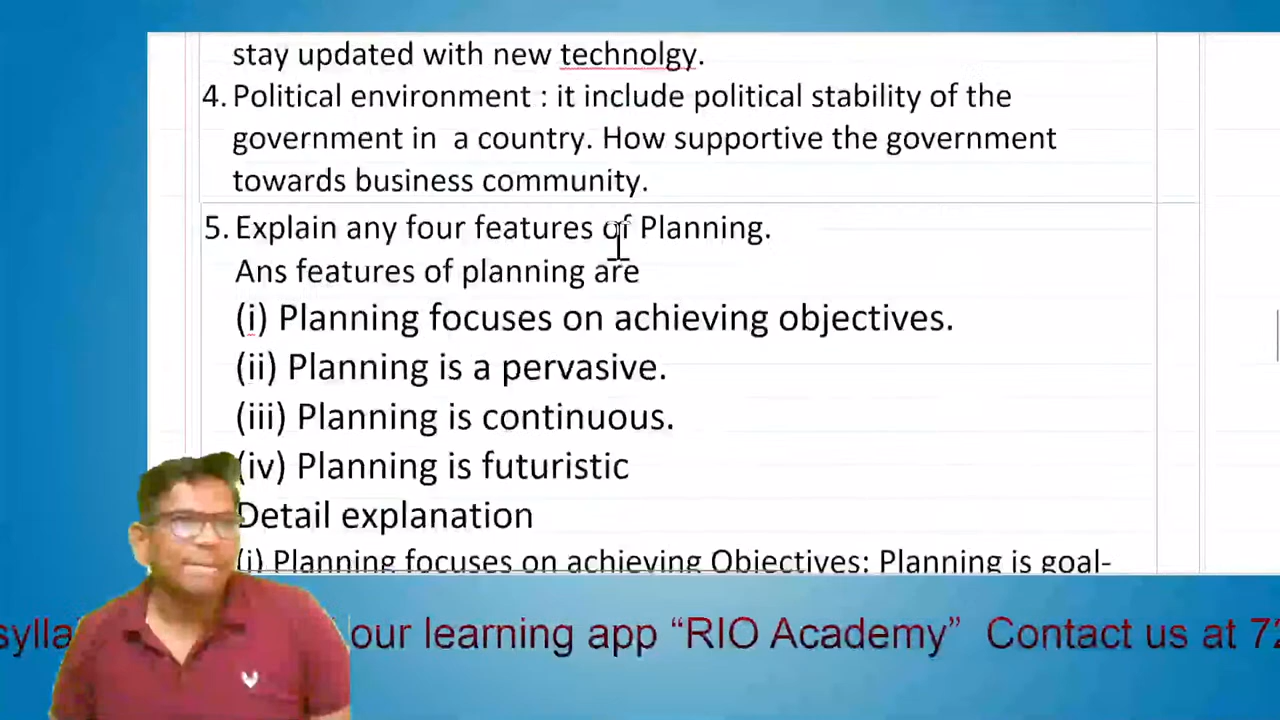 stay updated with new technolgy.
4. Political environment : it include political stability of the
government in a country. How supportive the government
towards business community.
5. Explain any four features of Planning.
Ans features of planning are
(i) Planning focuses on achieving objectives.
(ii) Planning is a pervasive.
(iii) Planning is continuous.
(iv) Planning is futuristic
Detail explanation
(i) Planning focuses on achieving Objectives: Planning is goal-
our learning app “RIO Academy” Contact us at